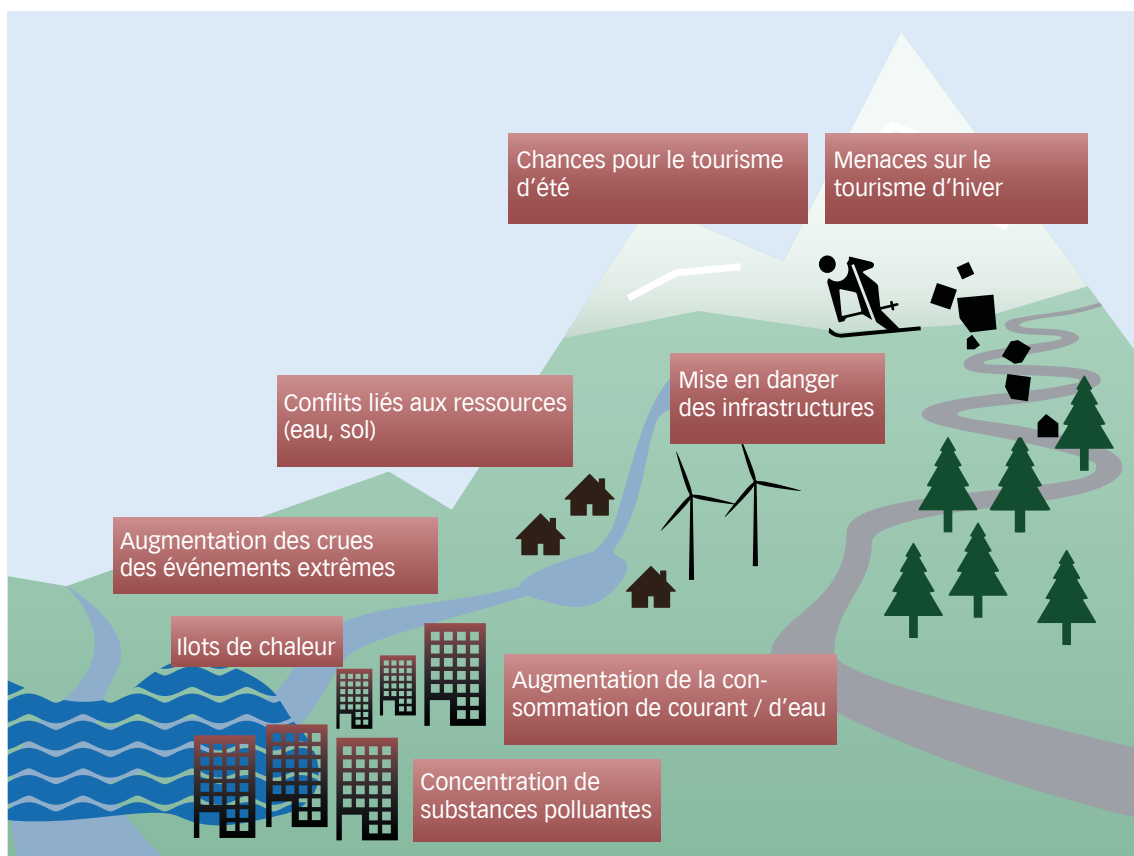 Chances pour le tourisme
d'été
Menaces sur le
tourisme d'hiver
Mise en danger
des infrastructures
Conflits liés aux ressources
(eau, sol)
Augmentation des crues
des événements extrêmes
Ilots de chaleur
Augmentation de la con-
sommation de courant / d'eau
Concentration de
substances polluantes